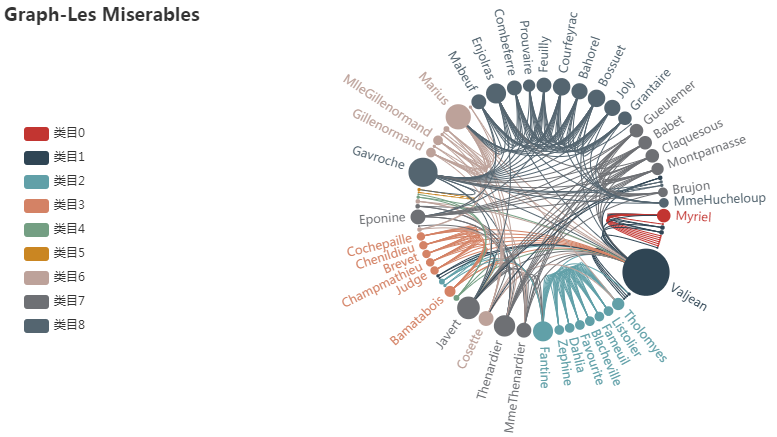 Graph-Les Miserables
类目0
类目1
类目2
类目3
类目4
类目5
类目6
类目7
类目8
Myriel
Valjean
Tholomyes
Listolier
Fameuil
Blacheville
Favourite
Dahlia
Zephine
Fantine
MmeThenardier
Thenardier
Cosette
Javert
Bamatabois
Judge
Champmathieu
Brevet
Chenildieu
Cochepaille
Eponine
Gavroche
Gillenormand
MlleGillenormand
Marius
Mabeuf
Enjolras
Combeferre
Prouvaire
Feuilly
Courfeyrac
Bahorel
Bossuet
Joly
Grantaire
Gueulemer
Babet
Claquesous
Montparnasse
Brujon
MmeHucheloup